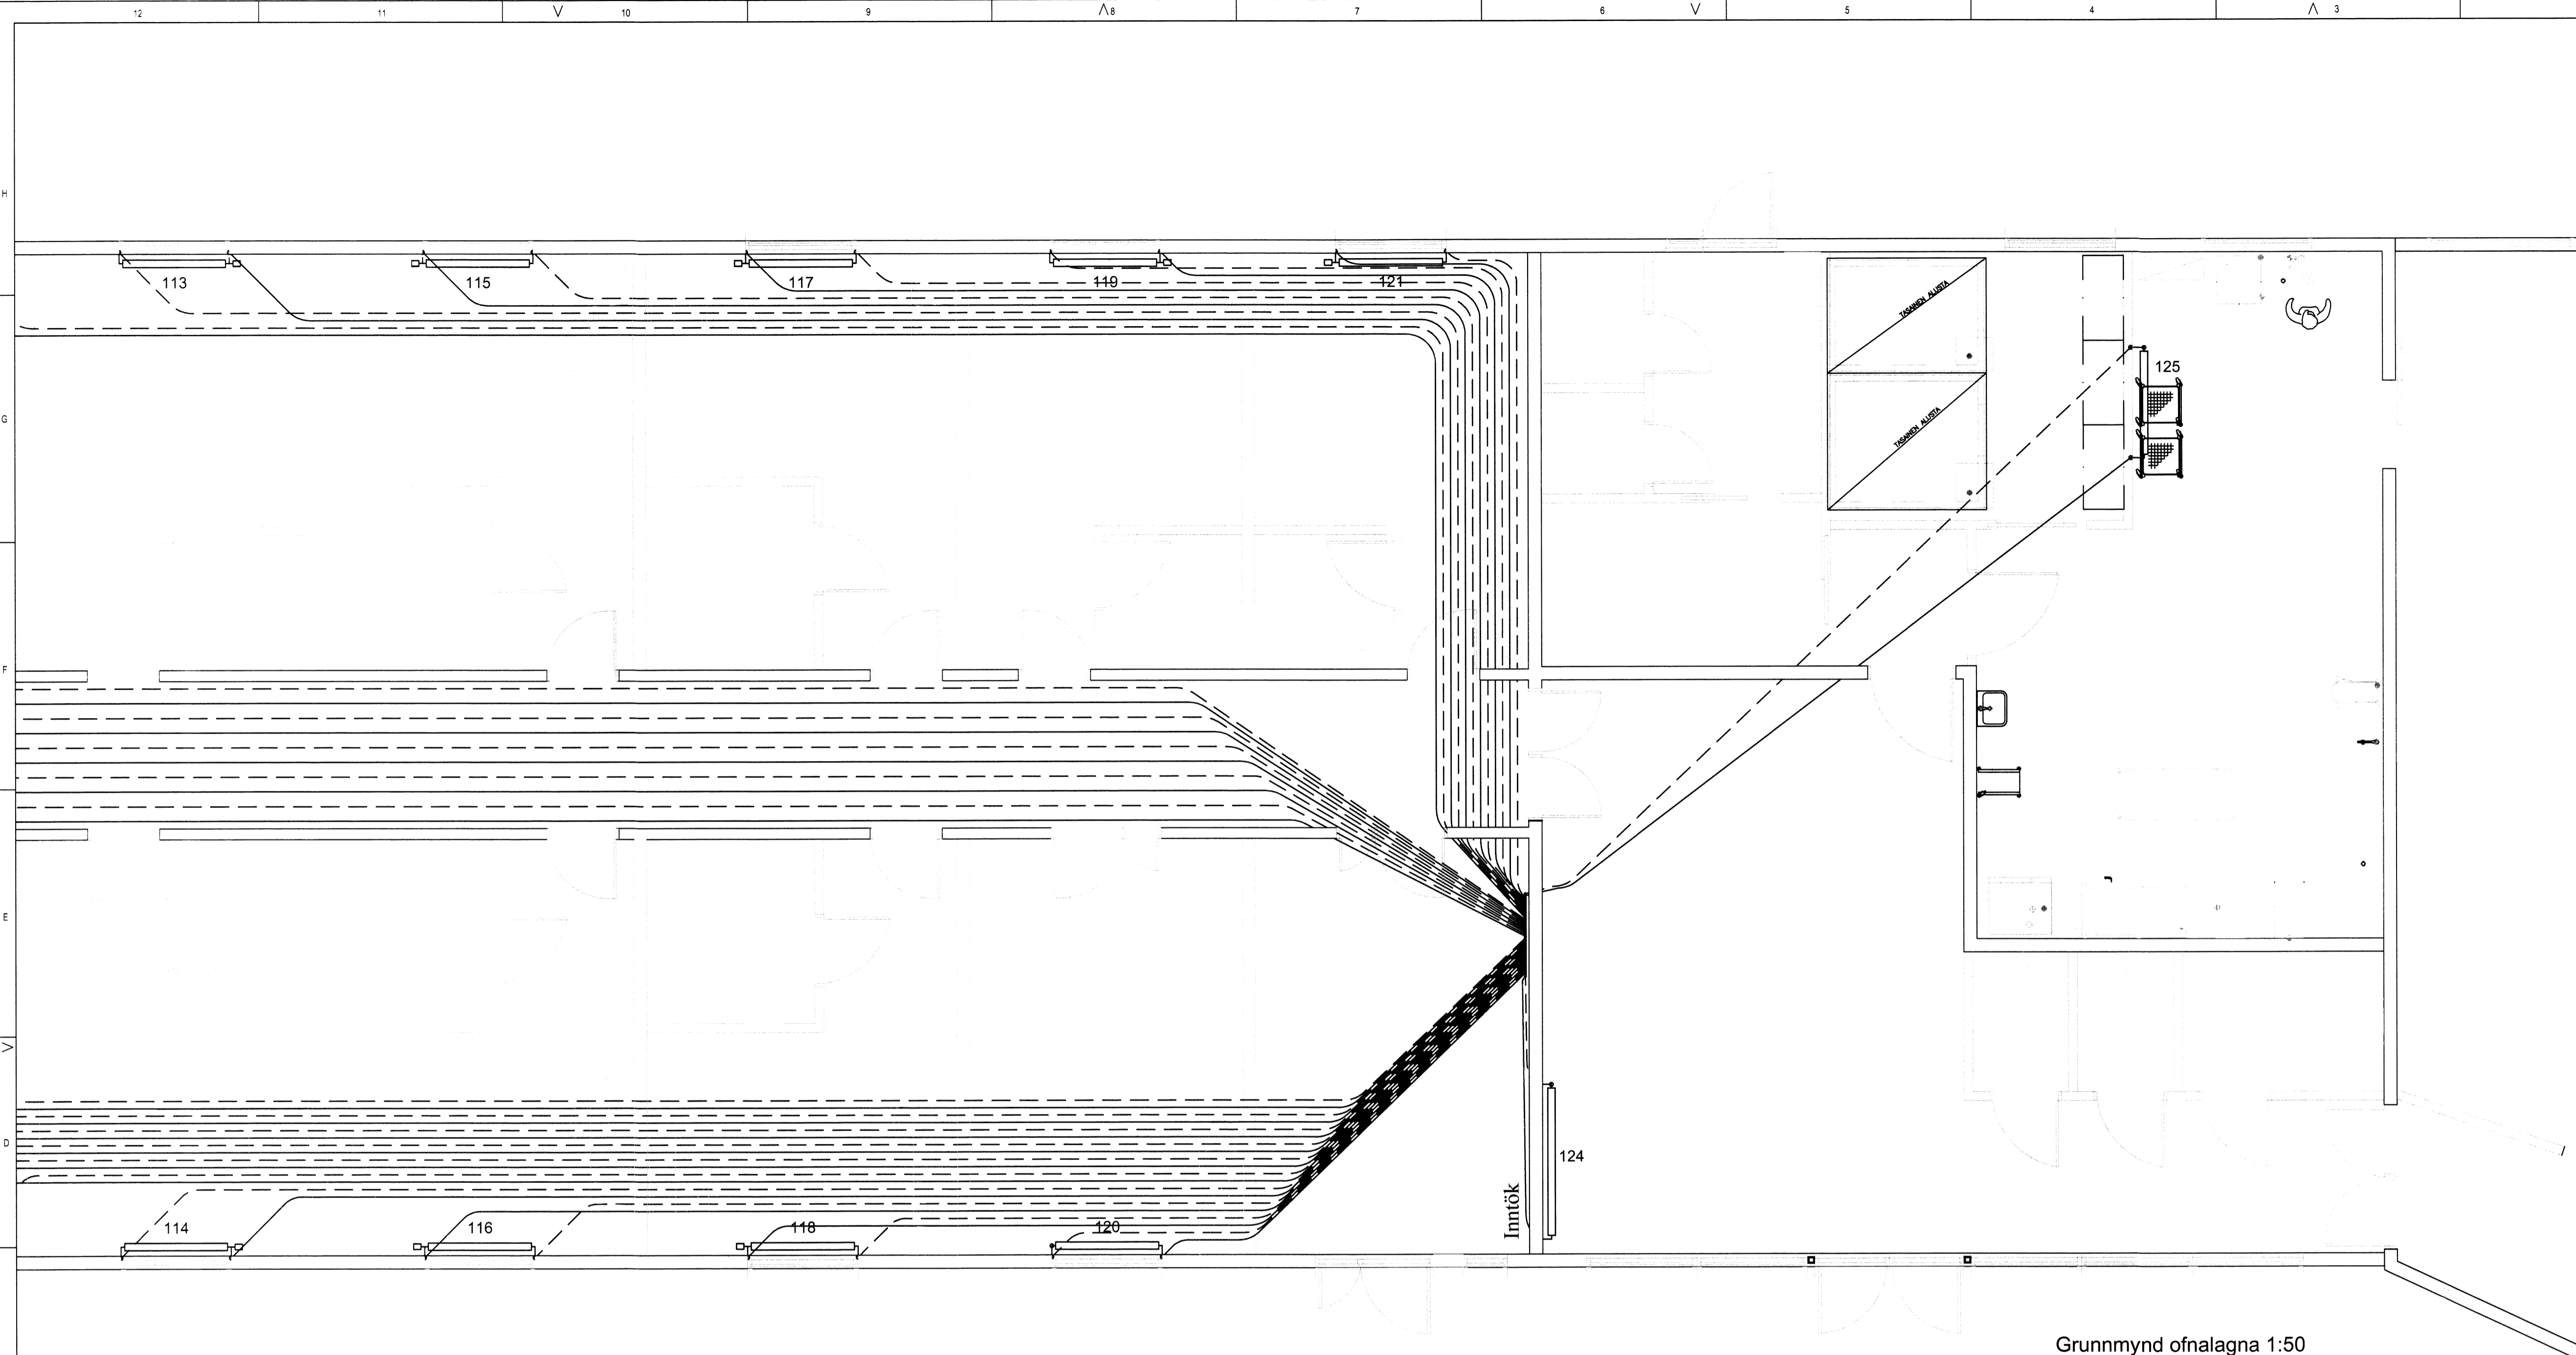 12 11 10 9 8 7 6 5 4 3
H
113 115 117 119 121
TASAINEN ALUSTA
125
G
TASAINEN ALUSTA
F
E
D
124
Inntök
114 116 118 120
Grunnmynd ofnalagna 1:50